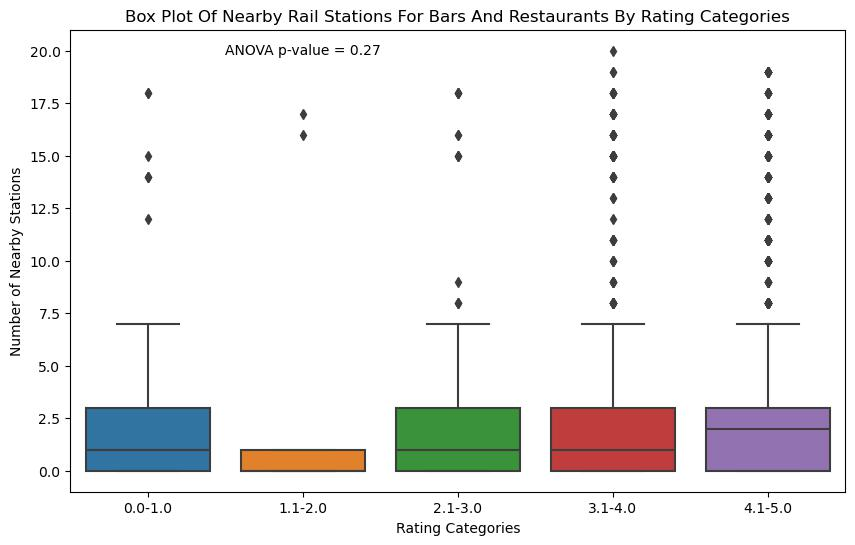 Box Plot Of Nearby Rail Stations For Bars And Restaurants By Rating Categories
ANOVA p-value = 0.27
20.0
17.5
15.0
12.5
10.0
7.5
5.0
2.5
0.0
Number of Nearby Stations
0.0-1.0 1.1-2.0 2.1-3.0 3.1-4.0 4.1-5.0
Rating Categories